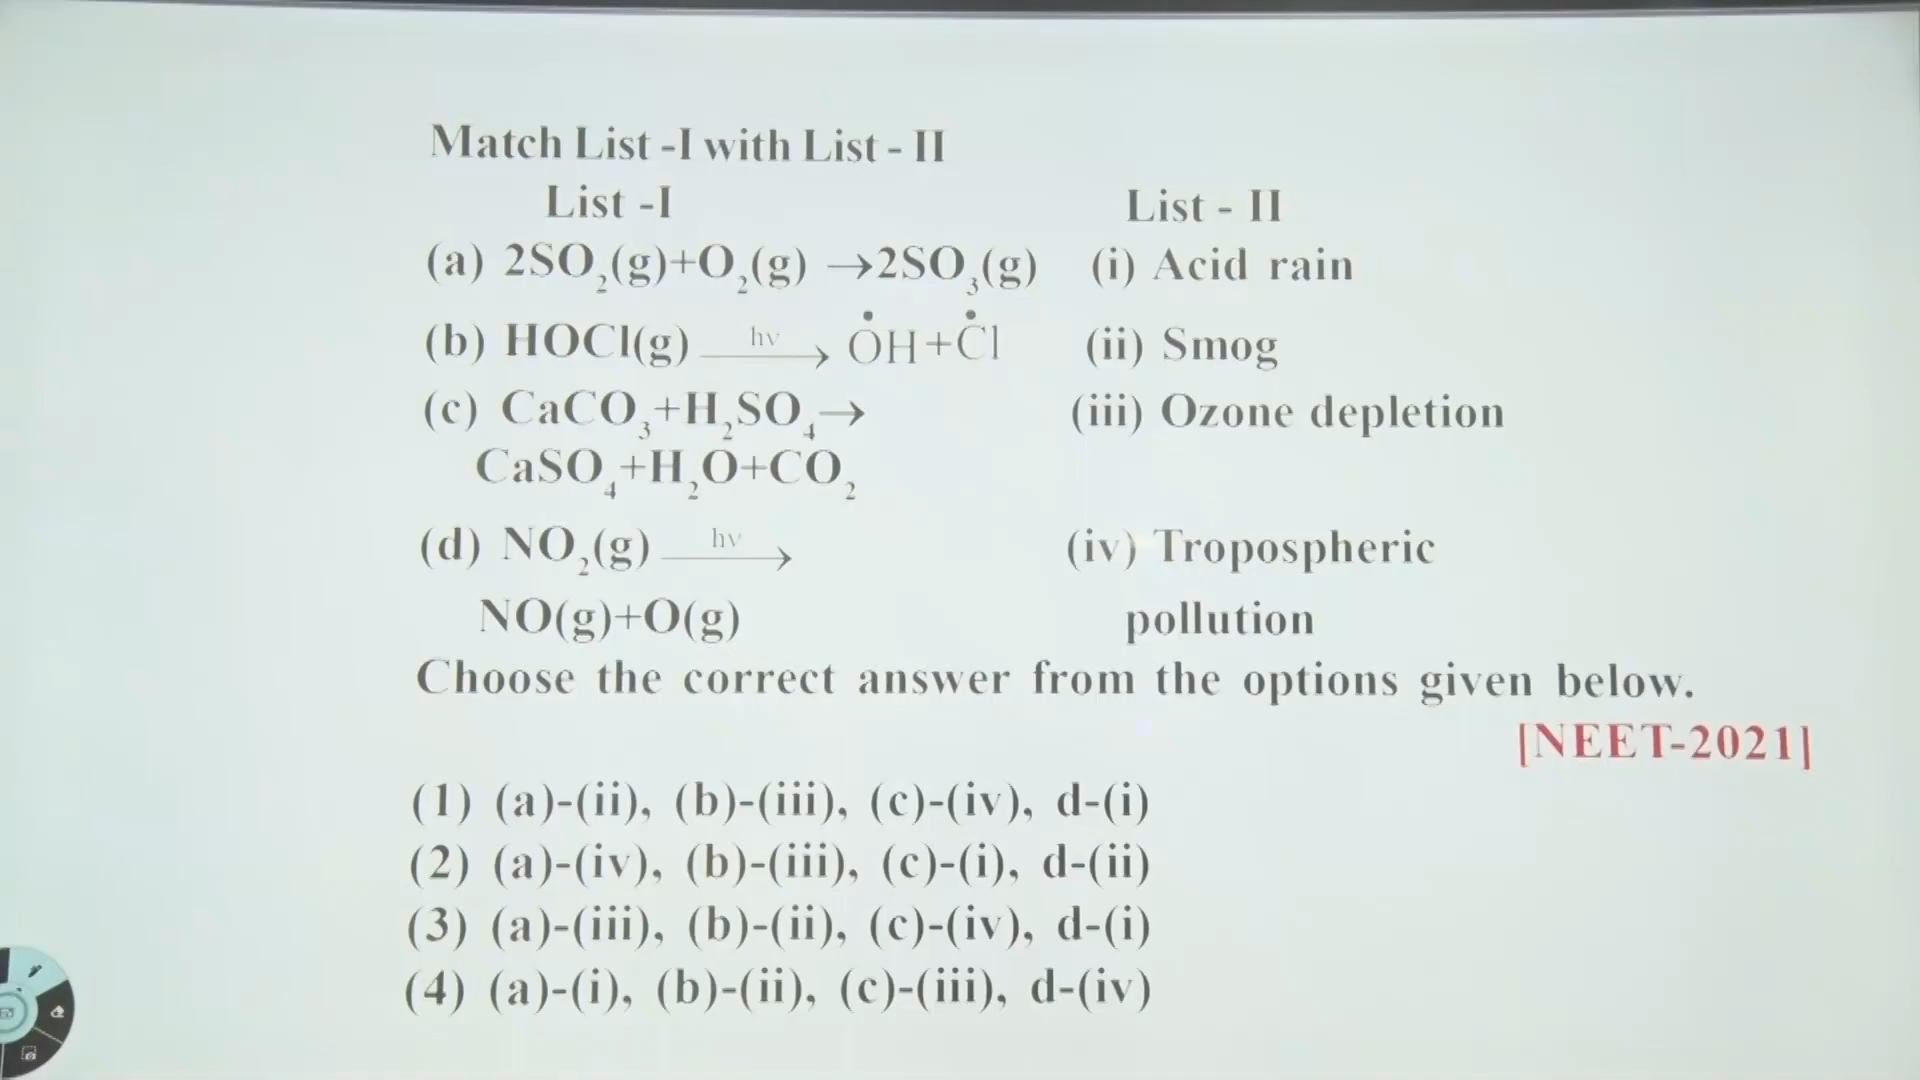 Match List -I with List - II
List -I List - II
(a) 2SO₂(g)+O₂(g) →2SO₃(g) (i) Acid rain
(b) HOCl(g) hν→ ȮH+Ċl (ii) Smog
(c) CaCO₃+H₂SO₄→ (iii) Ozone depletion
CaSO₄+H₂O+CO₂
(d) NO₂(g) hν→ (iv) Tropospheric
NO(g)+O(g) pollution
Choose the correct answer from the options given below.
[NEET-2021]
(1) (a)-(ii), (b)-(iii), (c)-(iv), d-(i)
(2) (a)-(iv), (b)-(iii), (c)-(i), d-(ii)
(3) (a)-(iii), (b)-(ii), (c)-(iv), d-(i)
(4) (a)-(i), (b)-(ii), (c)-(iii), d-(iv)